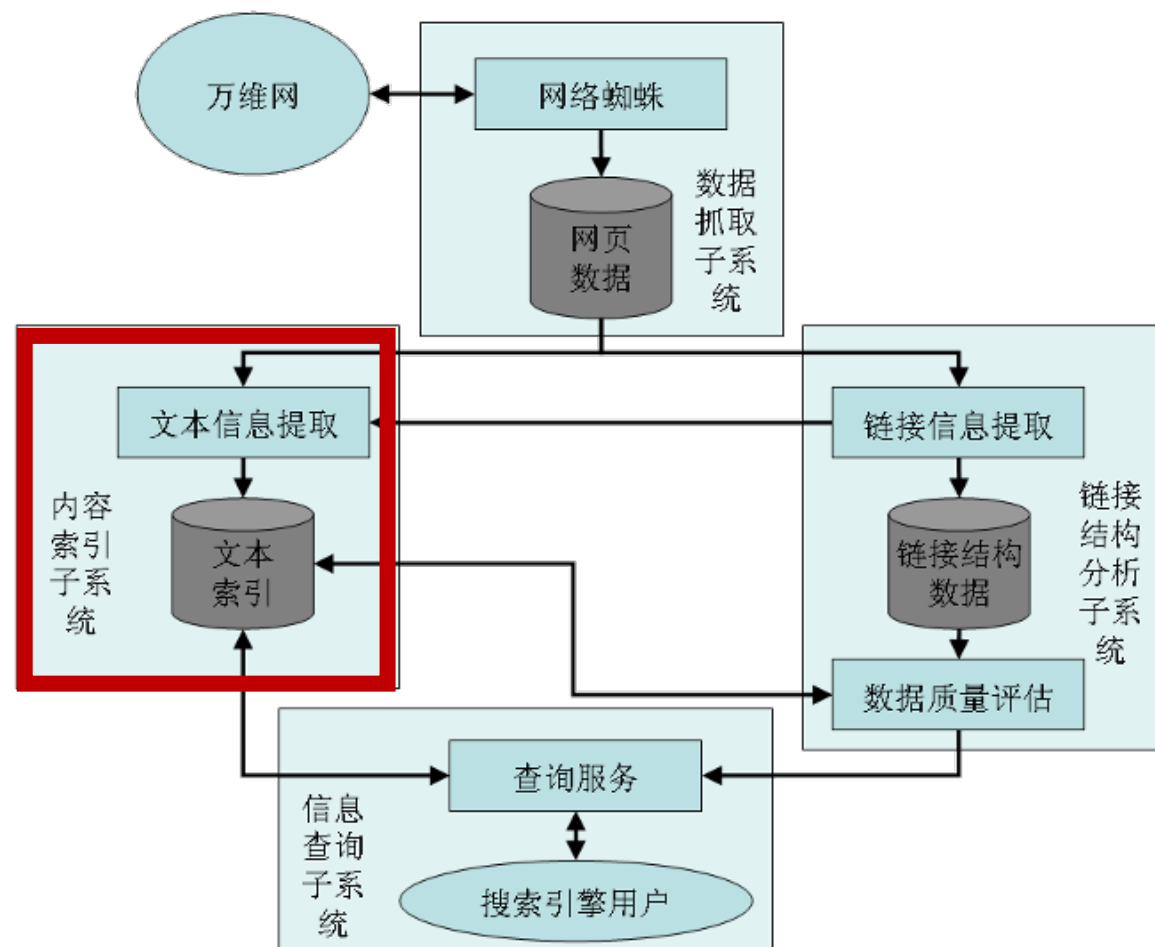 万维网
网络蜘蛛
网页
数据
数据
抓取
子系
统
文本信息提取
链接信息提取
内容
索引
子系
统
文本
索引
链接结构
数据
链接
结构
分析
子系
统
数据质量评估
查询服务
信息
查询
子系
统
搜索引擎用户